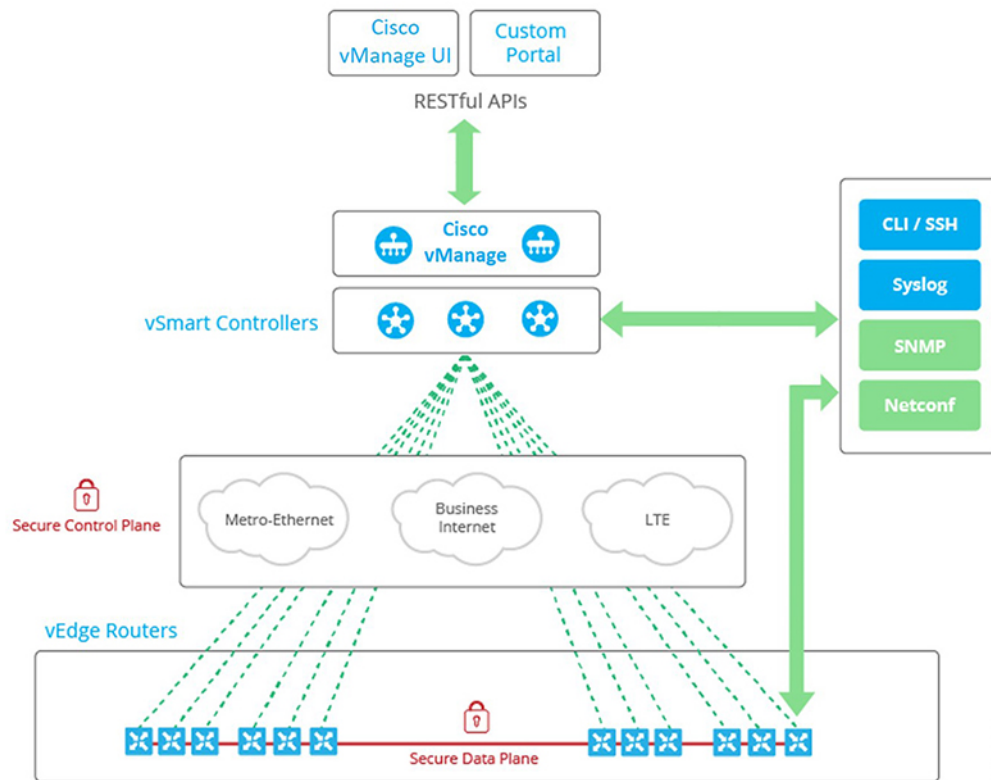 Cisco
vManage UI
Custom
Portal
RESTful APIs
Cisco
vManage
vSmart Controllers
CLI / SSH
Syslog
SNMP
Netconf
Secure Control Plane
Metro-Ethernet
Business
Internet
LTE
vEdge Routers
Secure Data Plane